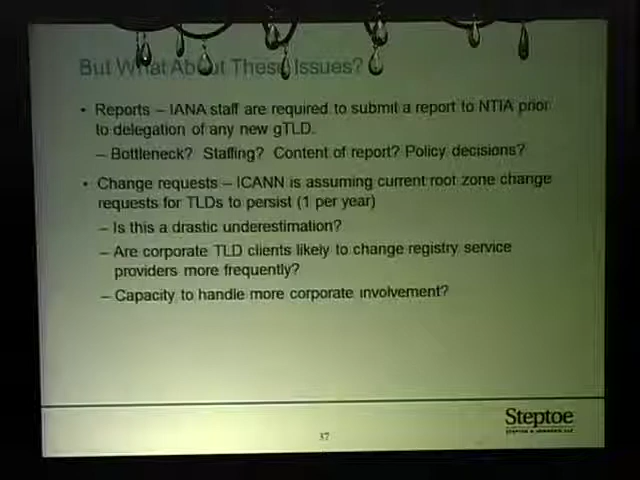 But What About These Issues?
• Reports – IANA staff are required to submit a report to NTIA prior
to delegation of any new gTLD.
– Bottleneck? Staffing? Content of report? Policy decisions?
• Change requests – ICANN is assuming current root zone change
requests for TLDs to persist (1 per year)
– Is this a drastic underestimation?
– Are corporate TLD clients likely to change registry service
providers more frequently?
– Capacity to handle more corporate involvement?
Steptoe
STEPTOE & JOHNSON LLP
37